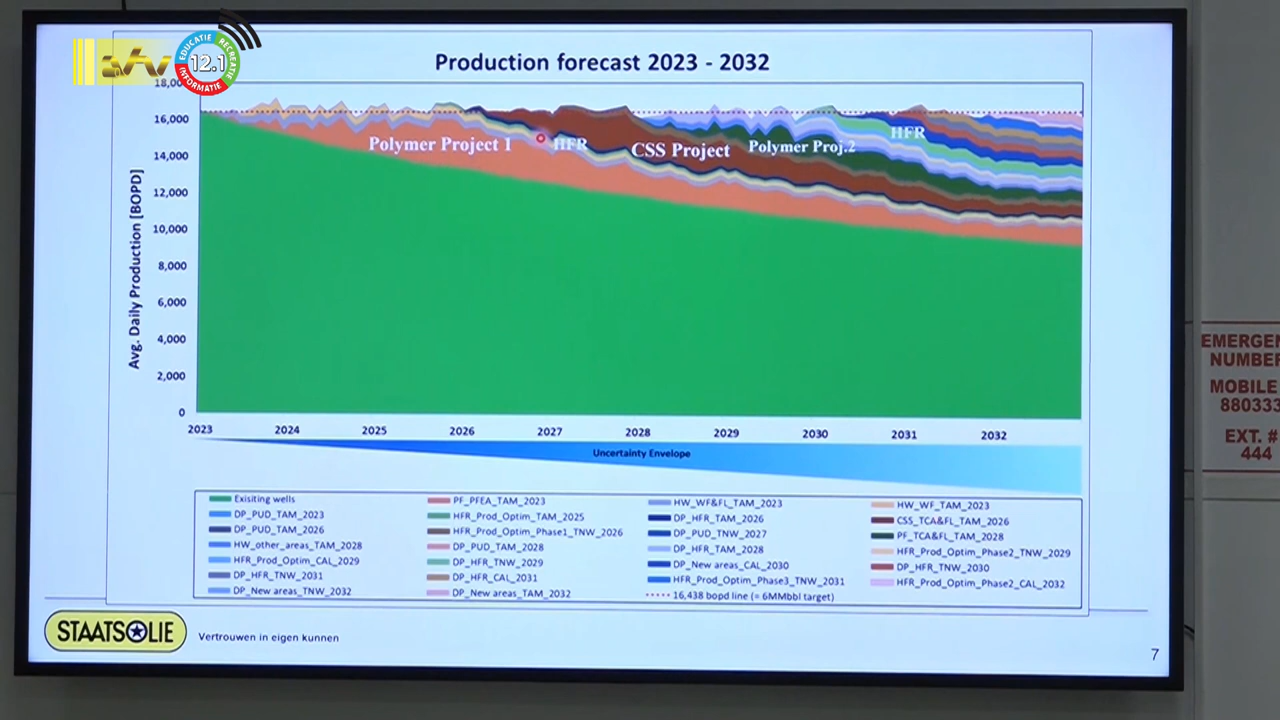 stv
EDUCATIE
RECREATIE
INFORMATIE
12.1
Production forecast 2023 - 2032
Avg. Daily Production [BOPD]
18,000
16,000
14,000
12,000
10,000
8,000
6,000
4,000
2,000
0
Polymer Project 1
HFR
CSS Project
Polymer Proj.2
HFR
2023 2024 2025 2026 2027 2028 2029 2030 2031 2032
Uncertainty Envelope
Exisiting wells PF_PFEA_TAM_2023 HW_WF&FL_TAM_2023 HW_WF_TAM_2023
DP_PUD_TAM_2023 HFR_Prod_Optim_TAM_2025 DP_HFR_TAM_2026 CSS_TCA&FL_TAM_2026
DP_PUD_TAM_2026 HFR_Prod_Optim_Phase1_TNW_2026 DP_PUD_TNW_2027 PF_TCA&FL_TAM_2028
HW_other_areas_TAM_2028 DP_PUD_TAM_2028 DP_HFR_TAM_2028 HFR_Prod_Optim_Phase2_TNW_2029
HFR_Prod_Optim_CAL_2029 DP_HFR_TNW_2029 DP_New areas_CAL_2030 DP_HFR_TNW_2030
DP_HFR_TNW_2031 DP_HFR_CAL_2031 HFR_Prod_Optim_Phase3_TNW_2031 HFR_Prod_Optim_Phase2_CAL_2032
DP_New areas_TNW_2032 DP_New areas_TAM_2032 16,438 bopd line (= 6MMbbl target)
STAATSOLIE
Vertrouwen in eigen kunnen
7
EMERGEN
NUMBE
MOBILE
880333
EXT. #
444